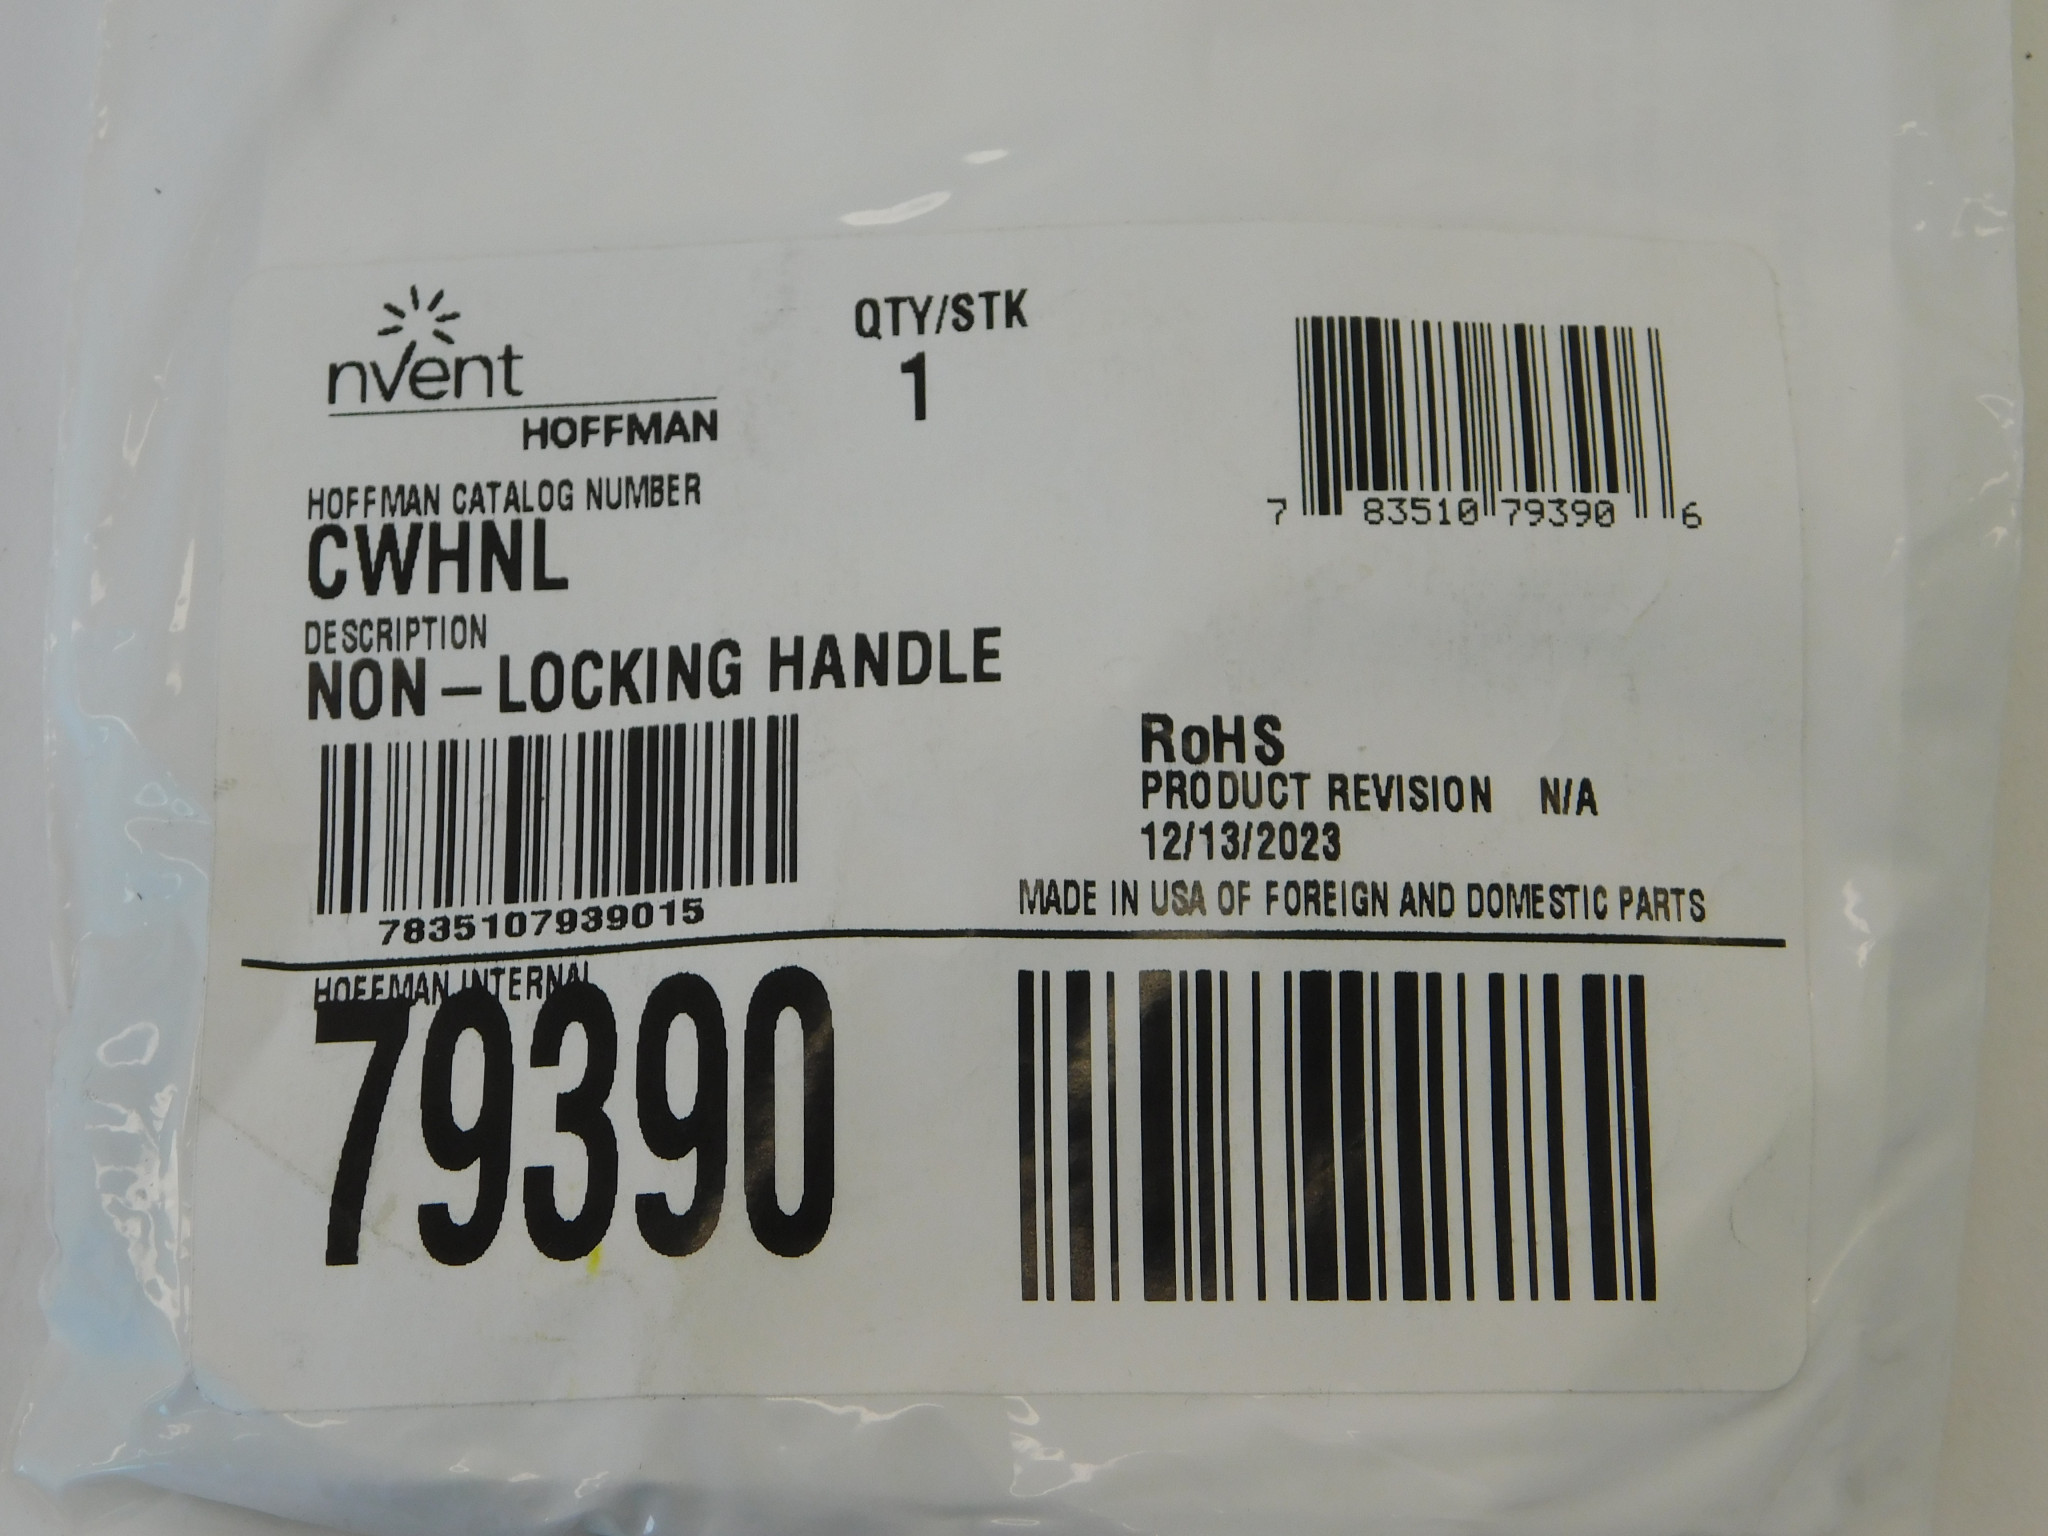 nVent
HOFFMAN
QTY/STK
1
7 83510 79390 6
HOFFMAN CATALOG NUMBER
CWHNL
DESCRIPTION
NON-LOCKING HANDLE
7835107939015
RoHS
PRODUCT REVISION N/A
12/13/2023
MADE IN USA OF FOREIGN AND DOMESTIC PARTS
HOFFMAN INTERNAL
79390